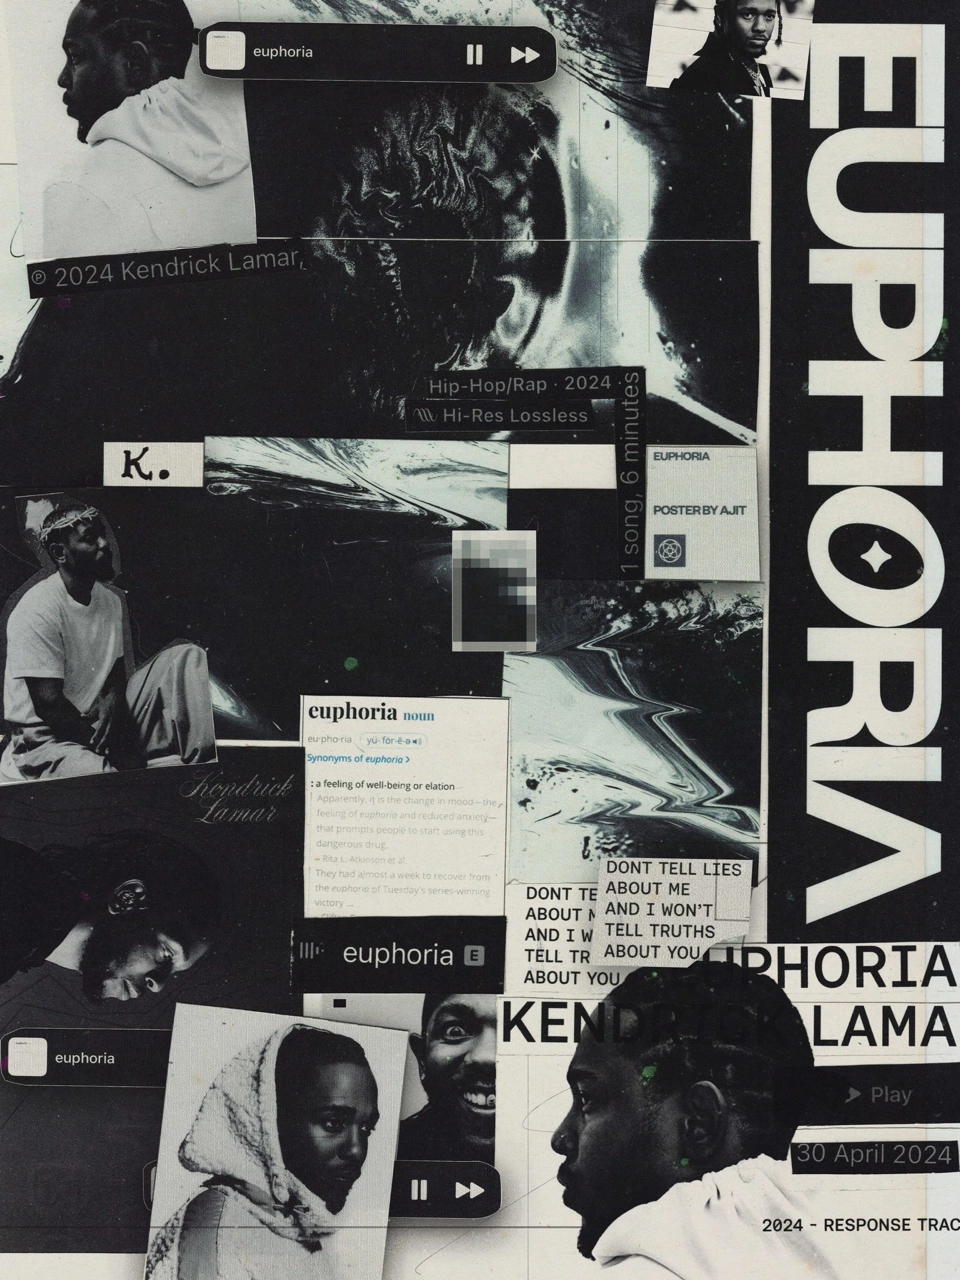 euphoria
EUPHORIA
℗ 2024 Kendrick Lamar,
Hip-Hop/Rap · 2024 ·
Hi-Res Lossless
1 song, 6 minutes
K.
EUPHORIA
POSTER BY AJIT
euphoria noun
eu·pho·ria yü-ˈfȯr-ē-ə
Synonyms of euphoria >
: a feeling of well-being or elation
Apparently, it is the change in mood—the
feeling of euphoria and reduced anxiety—
that prompts people to start using this
dangerous drug.
— Rita L. Atkinson et al.
They had almost a week to recover from
the euphoria of Tuesday's series-winning
victory …
Kendrick
Lamar
DONT TELL LIES
ABOUT ME
AND I WON'T
TELL TRUTHS
ABOUT YOU
DONT TE
ABOUT M
AND I W
TELL TR
ABOUT YOU
euphoria E
EUPHORIA
KENDRICK LAMA
euphoria
Play
30 April 2024
2024 - RESPONSE TRAC